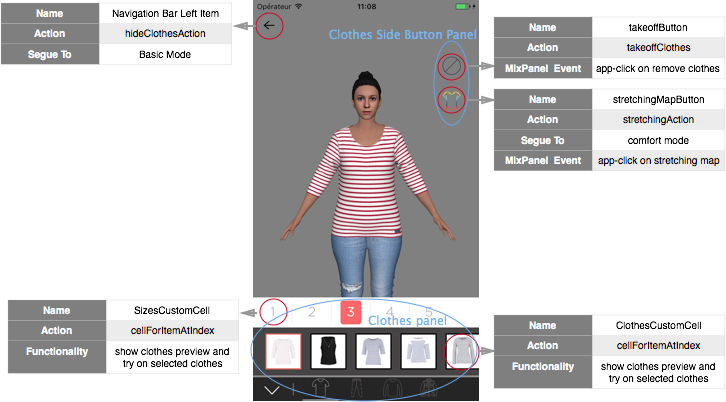 Name Navigation Bar Left Item
Action hideClothesAction
Segue To Basic Mode
Opérateur 11:08
Clothes Side Button Panel
Name takeoffButton
Action takeoffClothes
MixPanel Event app-click on remove clothes
Name stretchingMapButton
Action stretchingAction
Segue To comfort mode
MixPanel Event app-click on stretching map
Name SizesCustomCell
Action cellForItemAtIndex
Functionality show clothes preview and
try on selected clothes
1 2 3 4 5
Clothes panel
Name ClothesCustomCell
Action cellForItemAtIndex
Functionality show clothes preview and
try on selected clothes